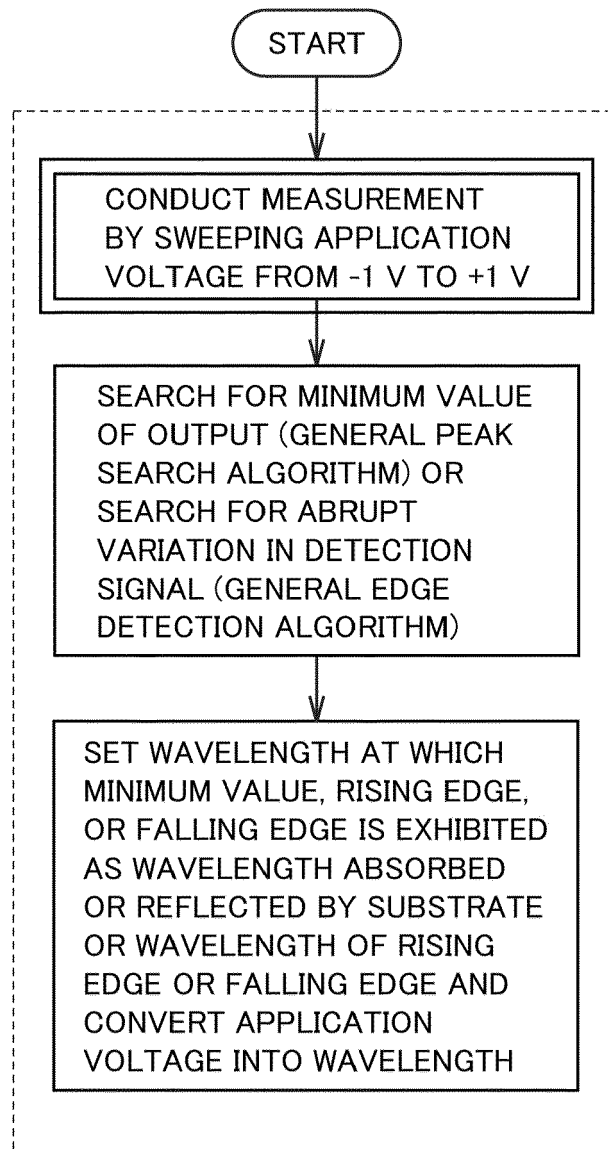 START
CONDUCT MEASUREMENT
BY SWEEPING APPLICATION
VOLTAGE FROM -1 V TO +1 V
SEARCH FOR MINIMUM VALUE
OF OUTPUT (GENERAL PEAK
SEARCH ALGORITHM) OR
SEARCH FOR ABRUPT
VARIATION IN DETECTION
SIGNAL (GENERAL EDGE
DETECTION ALGORITHM)
SET WAVELENGTH AT WHICH
MINIMUM VALUE, RISING EDGE,
OR FALLING EDGE IS EXHIBITED
AS WAVELENGTH ABSORBED
OR REFLECTED BY SUBSTRATE
OR WAVELENGTH OF RISING
EDGE OR FALLING EDGE AND
CONVERT APPLICATION
VOLTAGE INTO WAVELENGTH